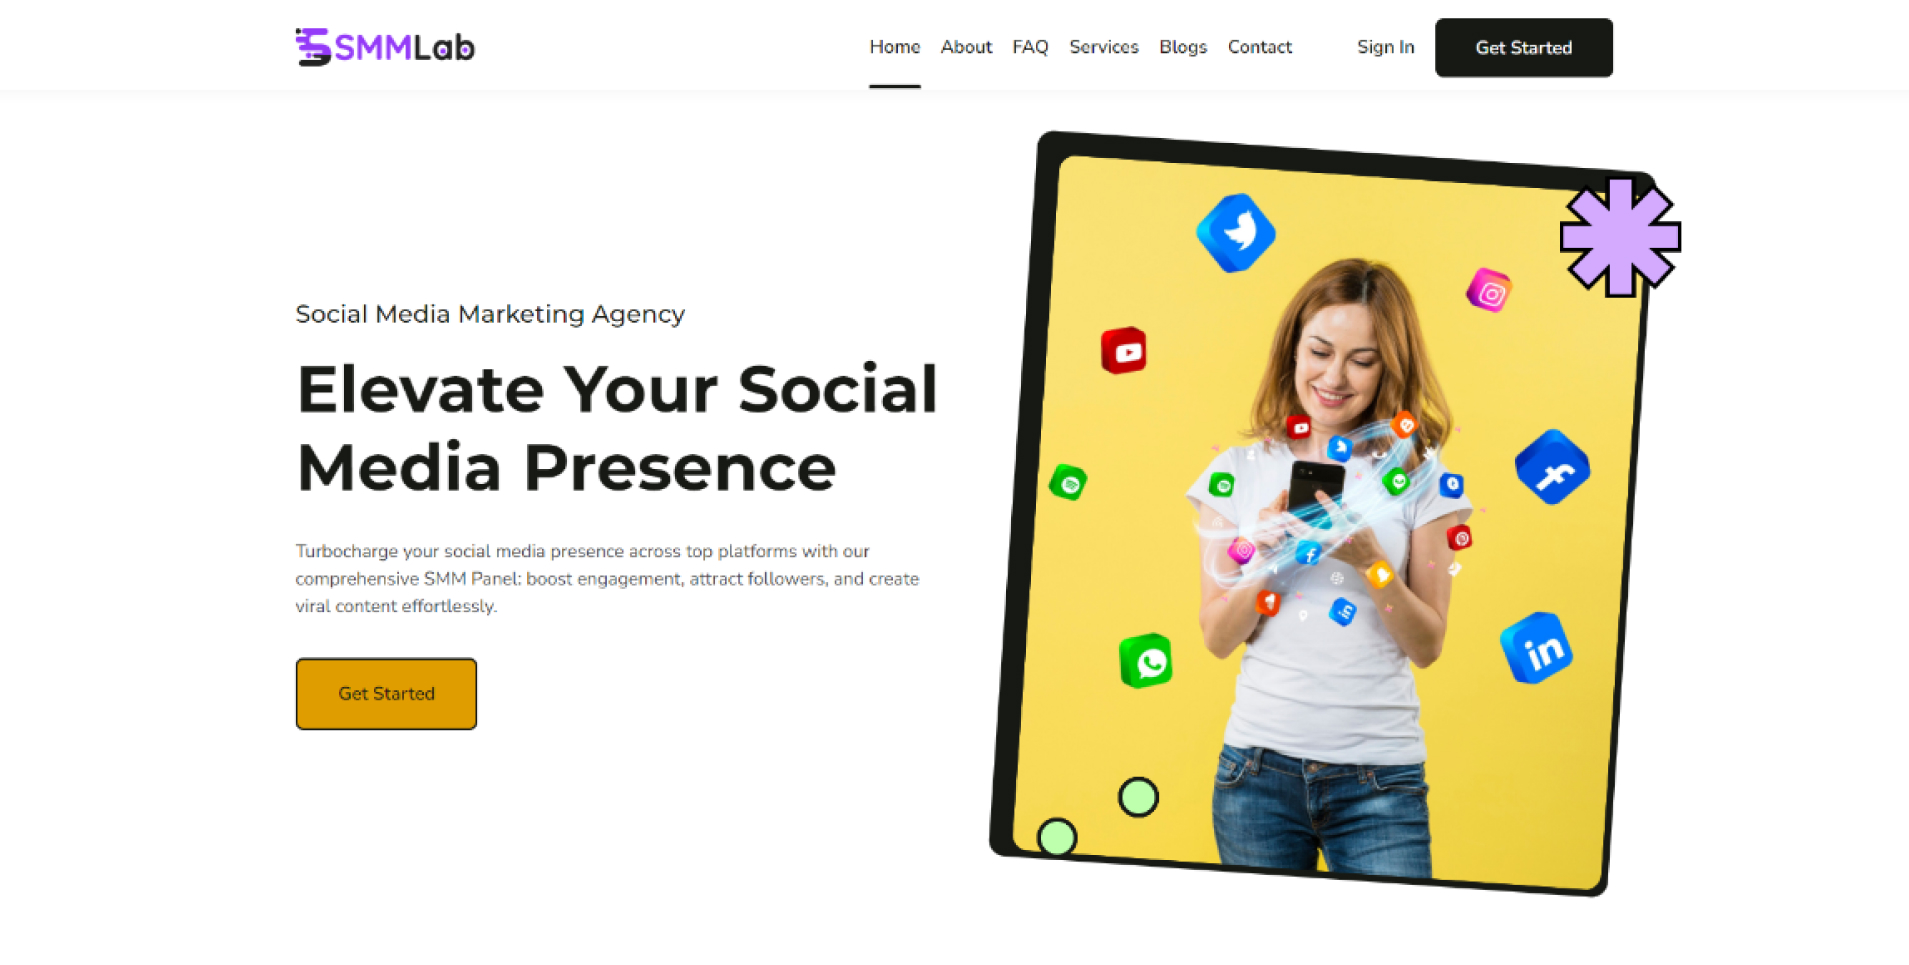 SMMLab
Home About FAQ Services Blogs Contact Sign In Get Started
Social Media Marketing Agency
Elevate Your Social
Media Presence
Turbocharge your social media presence across top platforms with our
comprehensive SMM Panel: boost engagement, attract followers, and create
viral content effortlessly.
Get Started
in
in